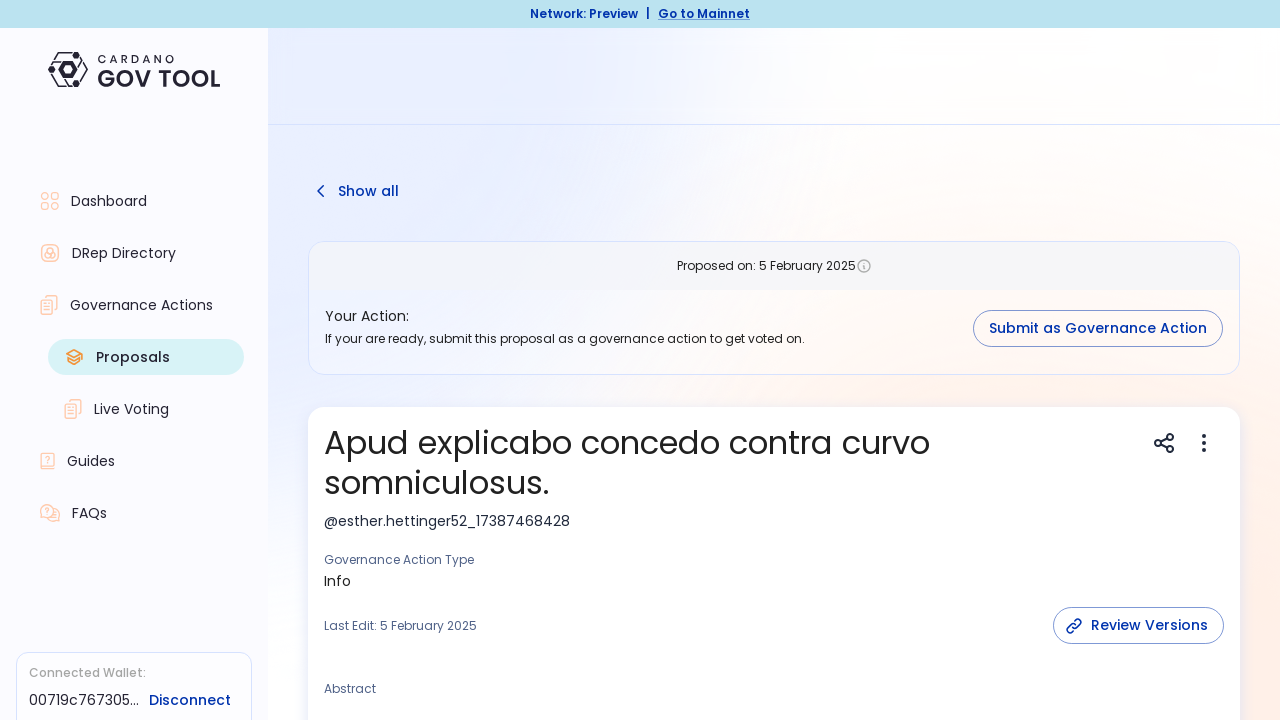 Network: Preview | Go to Mainnet
CARDANO
GOV TOOL
Dashboard
DRep Directory
Governance Actions
Proposals
Live Voting
Guides
FAQs
Connected Wallet:
00719c767305... Disconnect
Show all
Proposed on: 5 February 2025
Your Action:
If your are ready, submit this proposal as a governance action to get voted on.
Submit as Governance Action
Apud explicabo concedo contra curvo
somniculosus.
@esther.hettinger52_17387468428
Governance Action Type
Info
Last Edit: 5 February 2025
Review Versions
Abstract